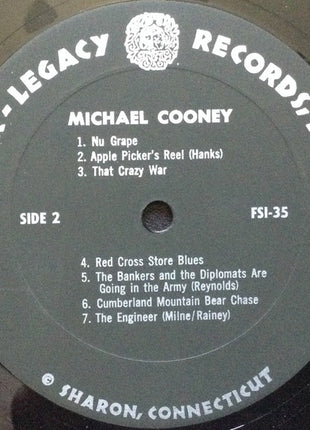 - LEGACY RECORDS,
MICHAEL COONEY
1. Nu Grape
2. Apple Picker's Reel (Hanks)
3. That Crazy War
SIDE 2
FSI-35
4. Red Cross Store Blues
5. The Bankers and the Diplomats Are
Going in the Army (Reynolds)
6. Cumberland Mountain Bear Chase
7. The Engineer (Milne/Rainey)
© SHARON, CONNECTICUT